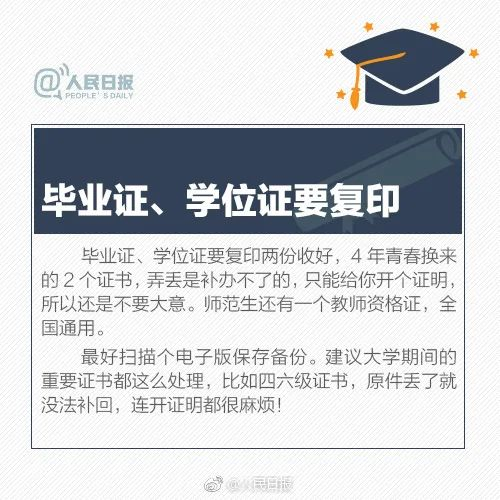 @人民日报
PEOPLE'S DAILY
毕业证、学位证要复印
毕业证、学位证要复印两份收好，4年青春换来
的2个证书，弄丢是补办不了的，只能给你开个证明，
所以还是不要大意。师范生还有一个教师资格证，全
国通用。
最好扫描个电子版保存备份。建议大学期间的
重要证书都这么处理，比如四六级证书，原件丢了就
没法补回，连开证明都很麻烦！
@人民日报